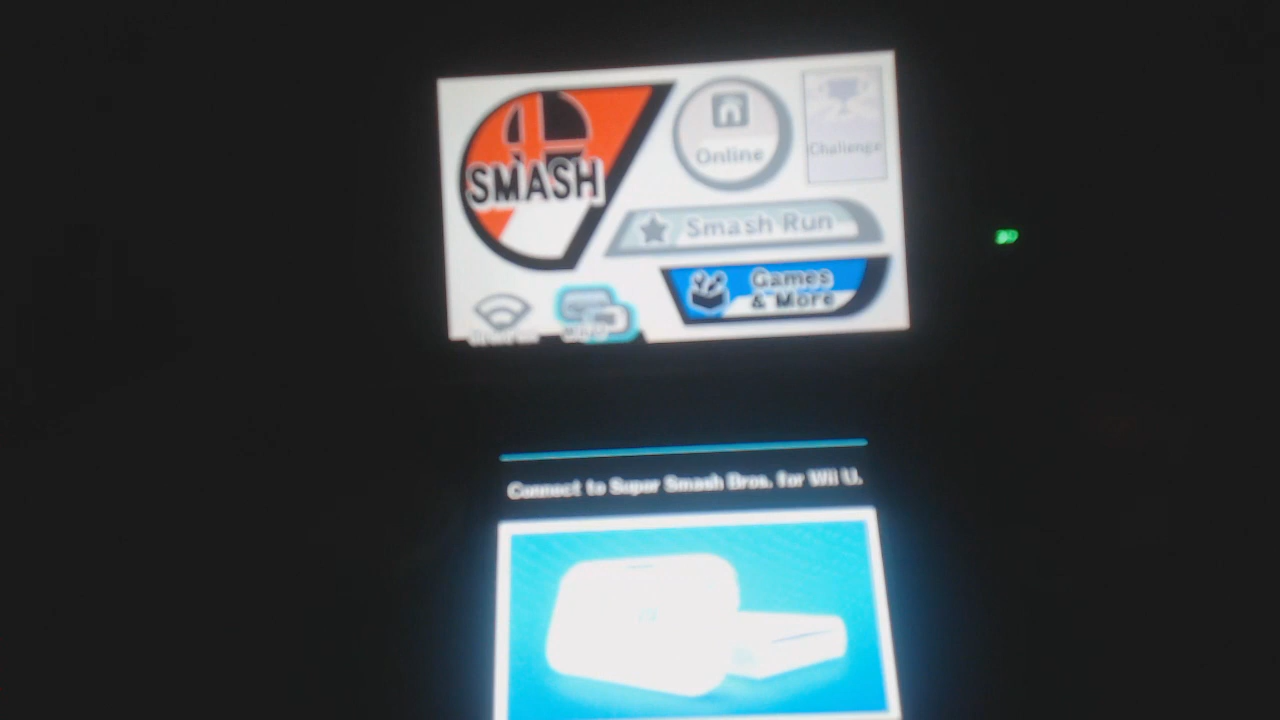 SMASH
Online
Challenge
Smash Run
Games
& More
Connect to Super Smash Bros. for Wii U.